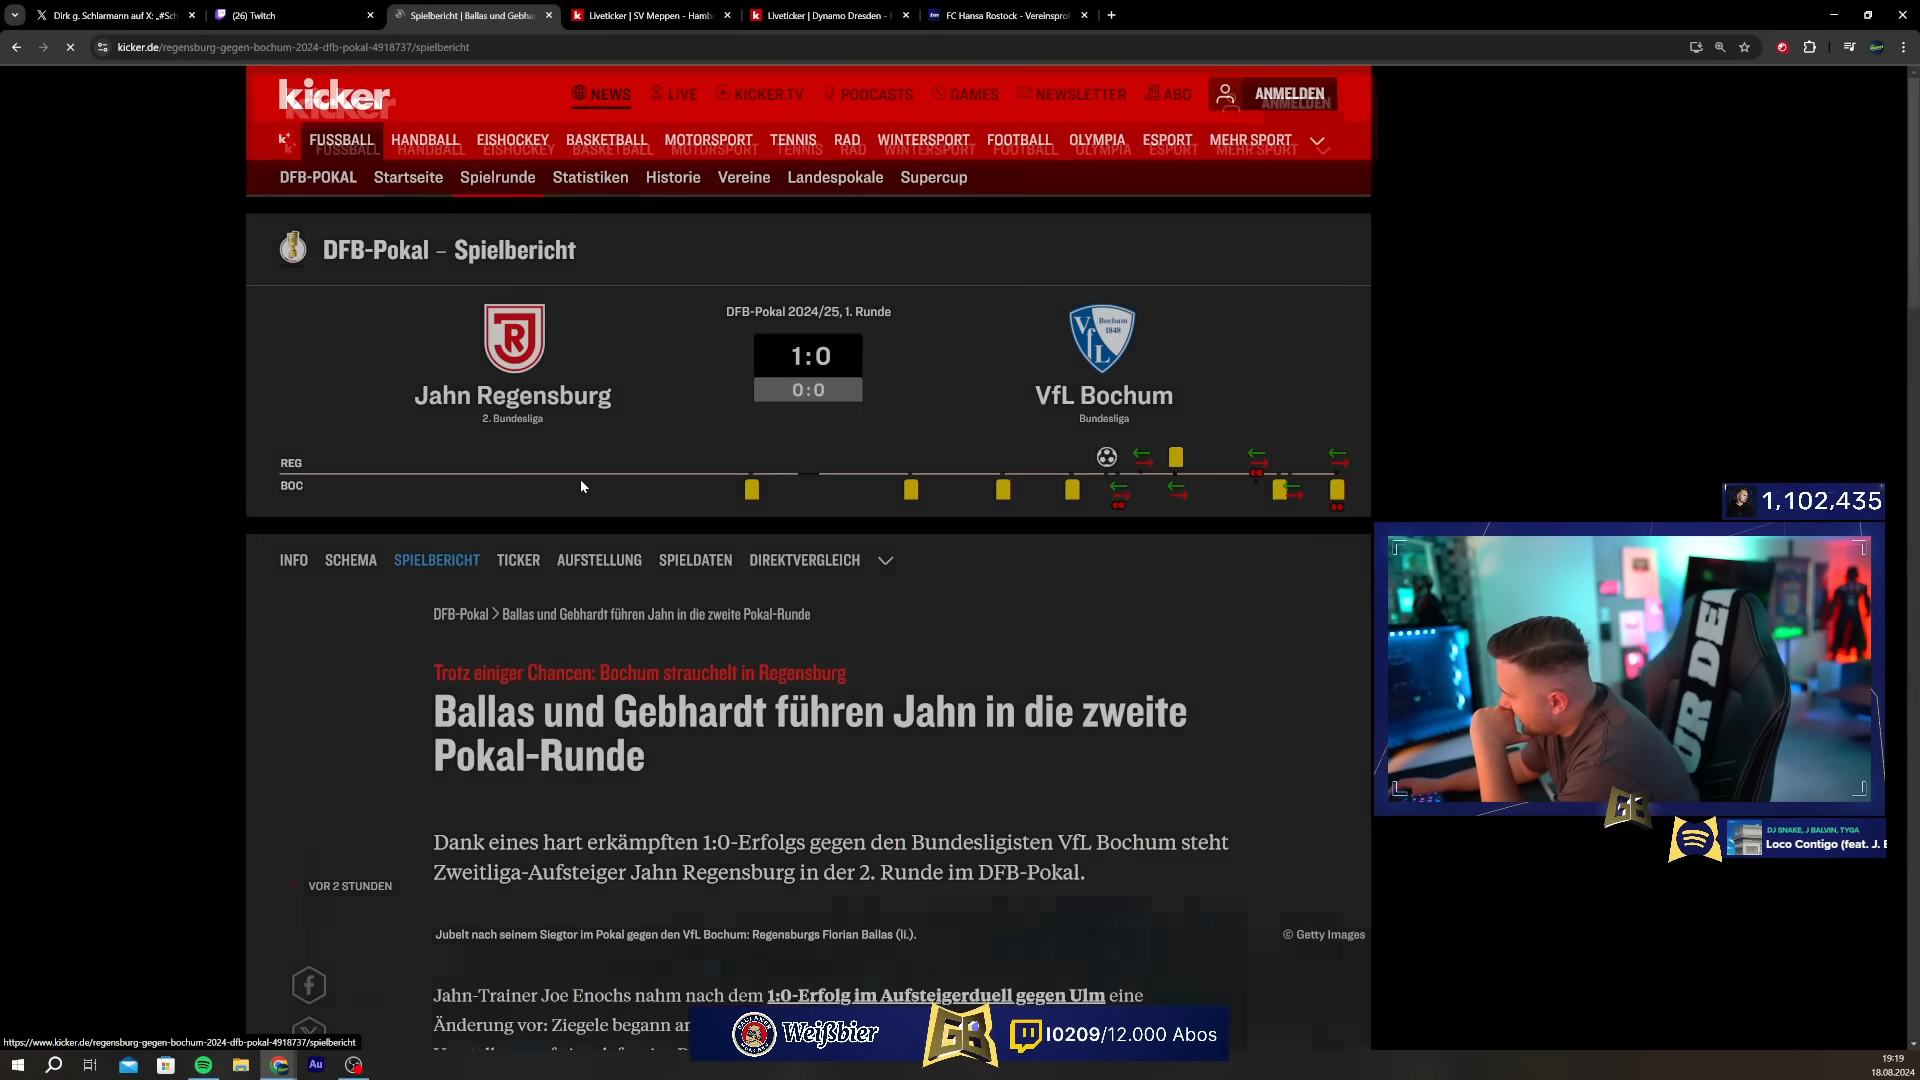 Dirk g. Schlarmann auf X: „#Sch
(26) Twitch
Spielbericht | Ballas und Gebha
Liveticker | SV Meppen - Hamb
Liveticker | Dynamo Dresden -
FC Hansa Rostock - Vereinsprof
kicker.de/regensburg-gegen-bochum-2024-dfb-pokal-4918737/spielbericht
kicker
NEWS LIVE KICKER.TV PODCASTS GAMES NEWSLETTER ABO ANMELDEN
FUSSBALL HANDBALL EISHOCKEY BASKETBALL MOTORSPORT TENNIS RAD WINTERSPORT FOOTBALL OLYMPIA ESPORT MEHR SPORT
DFB-POKAL Startseite Spielrunde Statistiken Historie Vereine Landespokale Supercup
DFB-Pokal – Spielbericht
DFB-Pokal 2024/25, 1. Runde
Bochum 1848
VfL
1:0
0:0
Jahn Regensburg
2. Bundesliga
VfL Bochum
Bundesliga
REG
BOC
INFO SCHEMA SPIELBERICHT TICKER AUFSTELLUNG SPIELDATEN DIREKTVERGLEICH
DFB-Pokal > Ballas und Gebhardt führen Jahn in die zweite Pokal-Runde
Trotz einiger Chancen: Bochum strauchelt in Regensburg
Ballas und Gebhardt führen Jahn in die zweite
Pokal-Runde
Dank eines hart erkämpften 1:0-Erfolgs gegen den Bundesligisten VfL Bochum steht
Zweitliga-Aufsteiger Jahn Regensburg in der 2. Runde im DFB-Pokal.
VOR 2 STUNDEN
Jubelt nach seinem Siegtor im Pokal gegen den VfL Bochum: Regensburgs Florian Ballas (li.).
© Getty Images
Jahn-Trainer Joe Enochs nahm nach dem 1:0-Erfolg im Aufsteigerduell gegen Ulm eine
Änderung vor: Ziegele begann
1,102,435
DJ SNAKE, J BALVIN, TYGA
Loco Contigo (feat. J.
Weißbier
GB
10209/12.000 Abos
https://www.kicker.de/regensburg-gegen-bochum-2024-dfb-pokal-4918737/spielbericht
Au
19:19
18.08.2024